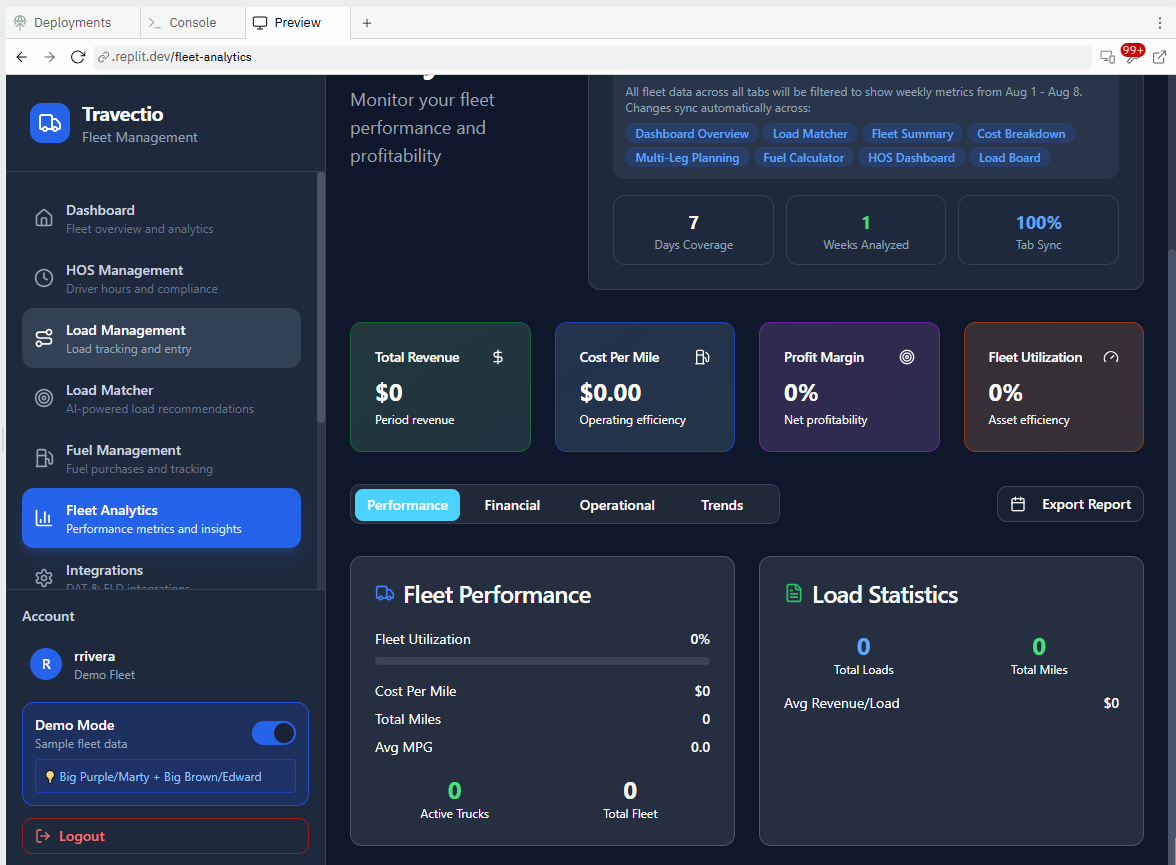 Deployments
Console
Preview
.replit.dev/fleet-analytics
99+
Travectio
Fleet Management
Dashboard
Fleet overview and analytics
HOS Management
Driver hours and compliance
Load Management
Load tracking and entry
Load Matcher
AI-powered load recommendations
Fuel Management
Fuel purchases and tracking
Fleet Analytics
Performance metrics and insights
Integrations
DAT & ELD integrations
Account
R
rrivera
Demo Fleet
Demo Mode
Sample fleet data
Big Purple/Marty + Big Brown/Edward
Logout
Monitor your fleet
performance and
profitability
All fleet data across all tabs will be filtered to show weekly metrics from Aug 1 - Aug 8.
Changes sync automatically across:
Dashboard Overview Load Matcher Fleet Summary Cost Breakdown
Multi-Leg Planning Fuel Calculator HOS Dashboard Load Board
7
Days Coverage
1
Weeks Analyzed
100%
Tab Sync
Total Revenue
$0
Period revenue
Cost Per Mile
$0.00
Operating efficiency
Profit Margin
0%
Net profitability
Fleet Utilization
0%
Asset efficiency
Performance Financial Operational Trends
Export Report
Fleet Performance
Fleet Utilization 0%
Cost Per Mile $0
Total Miles 0
Avg MPG 0.0
0
Active Trucks
0
Total Fleet
Load Statistics
0
Total Loads
0
Total Miles
Avg Revenue/Load $0